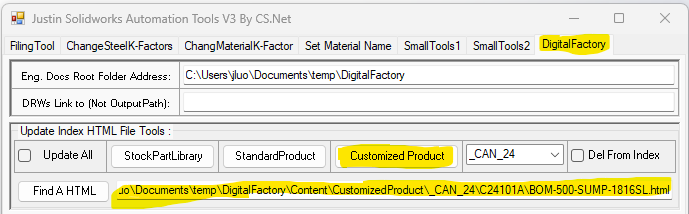 Justin Solidworks Automation Tools V3 By CS.Net
FilingTool ChangeSteelK-Factors ChangMaterialK-Factor Set Material Name SmallTools1 SmallTools2 DigitalFactory
Eng. Docs Root Folder Address: C:\Users\jluo\Documents\temp\DigitalFactory
DRWs Link to (Not OutputPath):
Update Index HTML File Tools :
Update All StockPartLibrary StandardProduct Customized Product _CAN_24 Del From Index
Find A HTML uo\Documents\temp\DigitalFactory\Content\CustomizedProduct\_CAN_24\C24101A\BOM-500-SUMP-1816SL.html